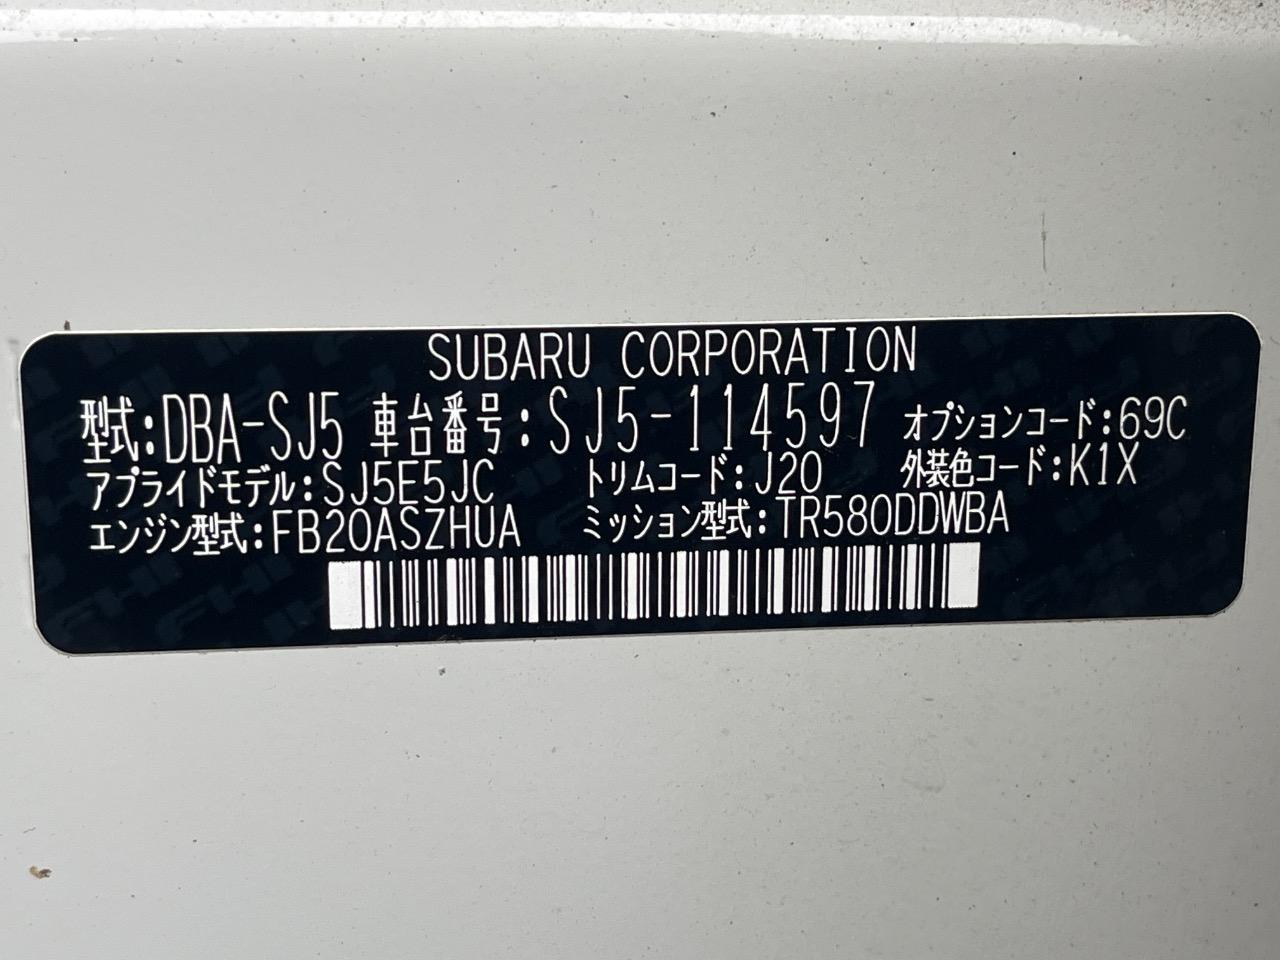 SUBARU CORPORATION
型式:DBA-SJ5 車台番号:SJ5-114597 オプションコード:69C
アプライドモデル:SJ5E5JC トリムコード:J20 外装色コード:K1X
エンジン型式:FB20ASZHUA ミッション型式:TR580DDWBA